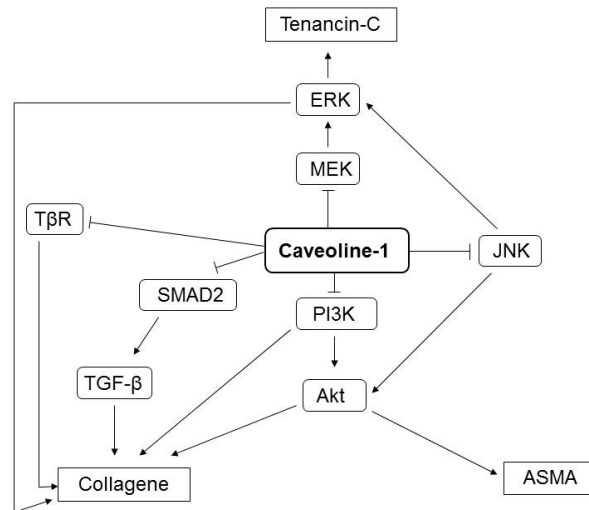 Tenancin-C
ERK
MEK
TβR
Caveoline-1
JNK
SMAD2
PI3K
TGF-β
Akt
Collagene
ASMA